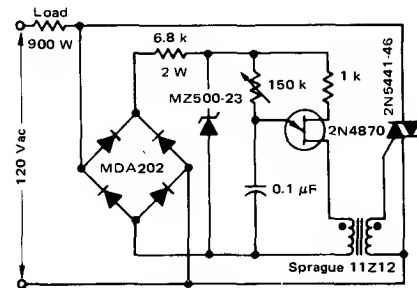 Load
900 W
6.8 k
2 W
MZ500-23
150 k
1 k
2N5441-46
2N4870
MDA202
120 Vac
0.1 μF
Sprague 11Z12